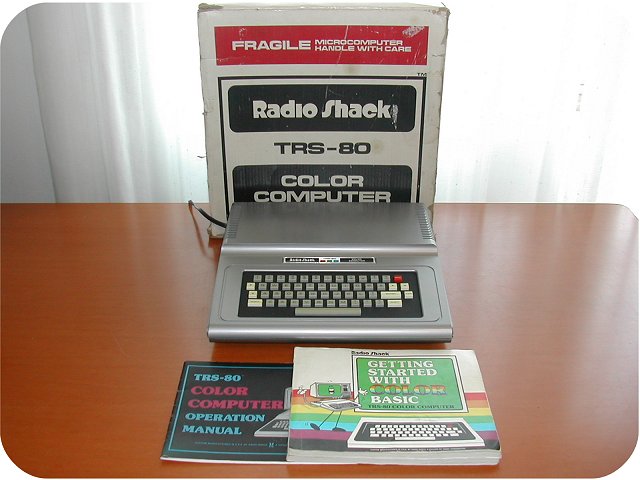 FRAGILE MICROCOMPUTER
HANDLE WITH CARE
TM
Radio Shack
TRS-80
COLOR
COMPUTER
Radio Shack
TRS-80
COLOR
COMPUTER
OPERATION
MANUAL
Radio Shack
GETTING
STARTED
WITH
COLOR
BASIC
TRS-80 COLOR COMPUTER